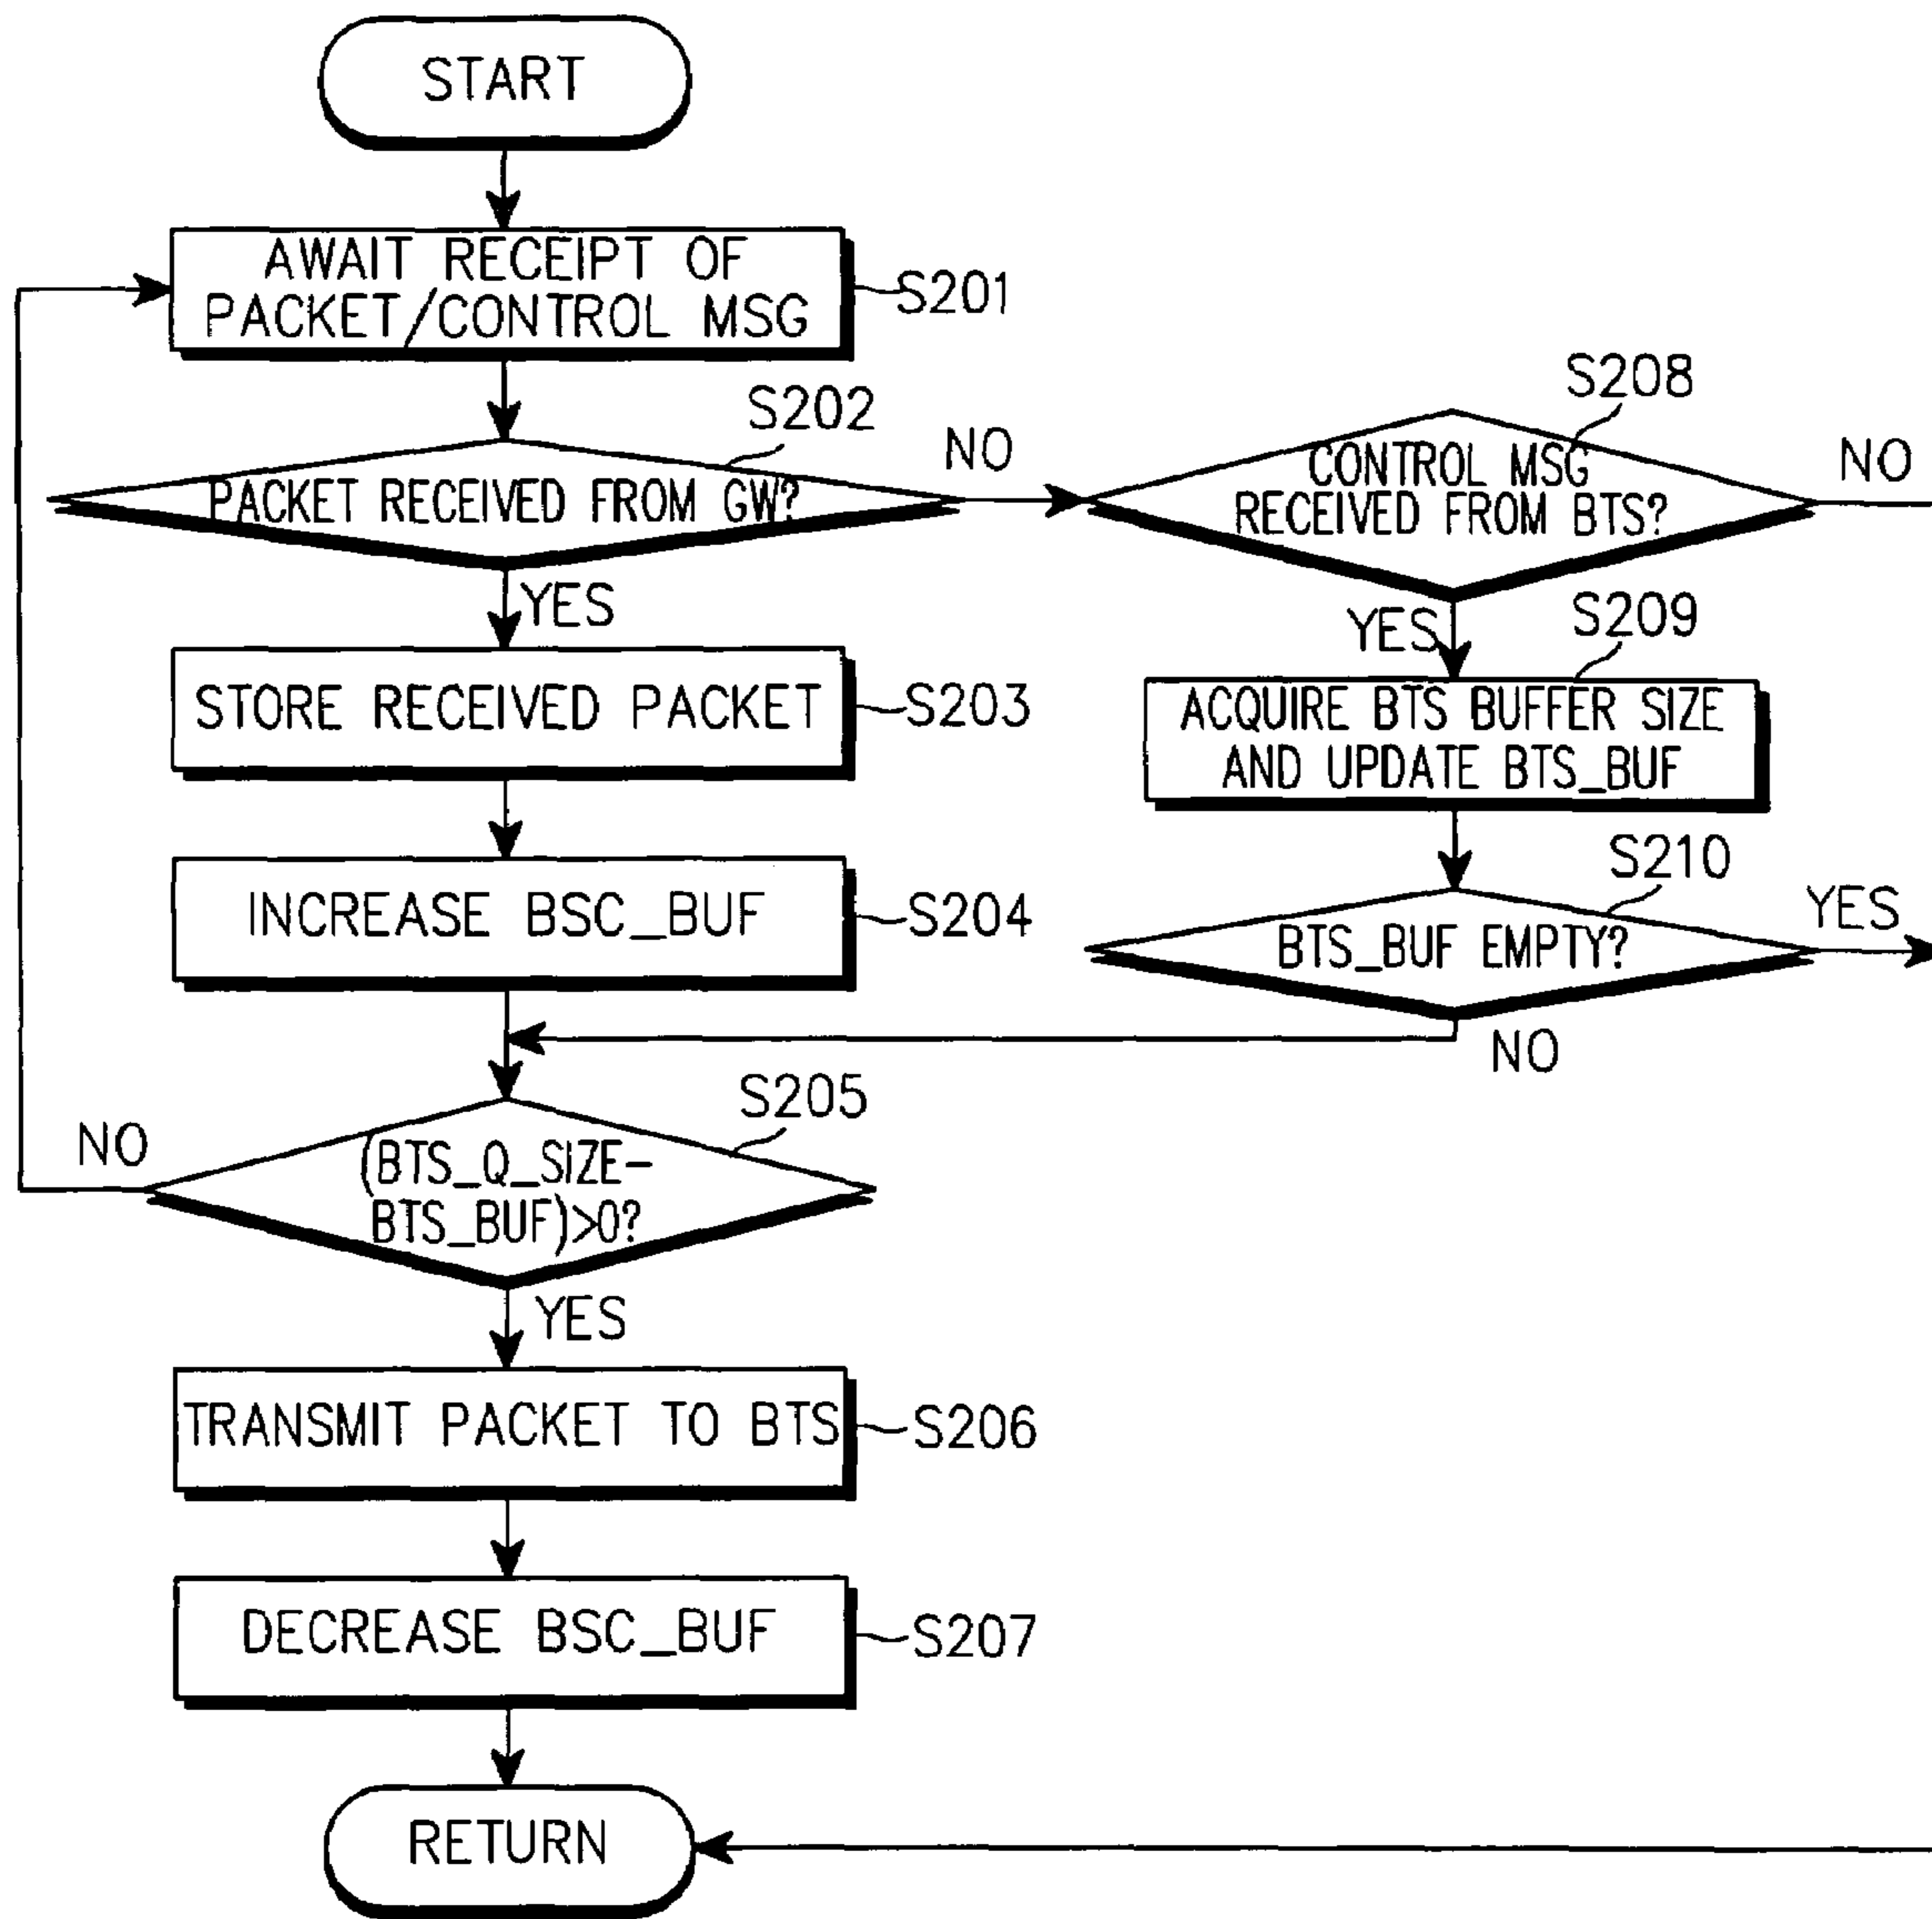 START
AWAIT RECEIPT OF
PACKET/CONTROL MSG
S201
S202
PACKET RECEIVED FROM GW?
NO
YES
S208
CONTROL MSG
RECEIVED FROM BTS?
NO
YES
STORE RECEIVED PACKET
S203
S209
ACQUIRE BTS BUFFER SIZE
AND UPDATE BTS_BUF
INCREASE BSC_BUF
S204
S210
BTS_BUF EMPTY?
YES
NO
S205
(BTS_Q_SIZE-
BTS_BUF)>0?
NO
YES
TRANSMIT PACKET TO BTS
S206
DECREASE BSC_BUF
S207
RETURN